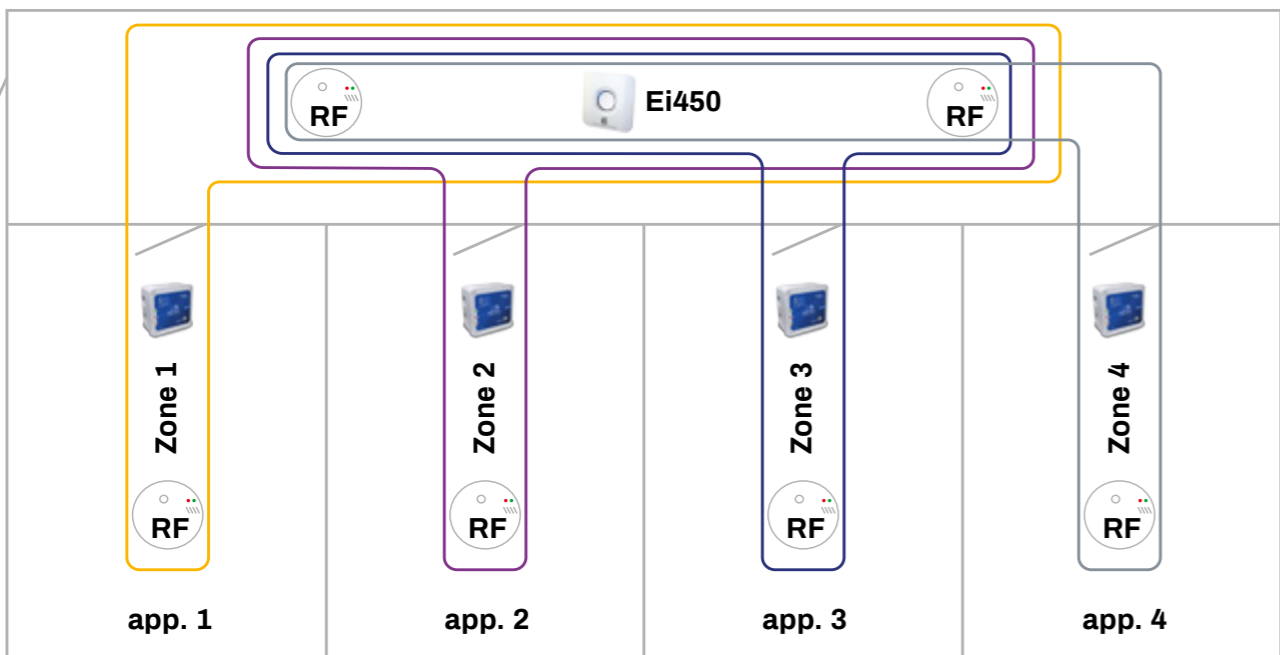 RF
Ei450
RF
Zone 1
Zone 2
Zone 3
Zone 4
RF
RF
RF
RF
app. 1
app. 2
app. 3
app. 4